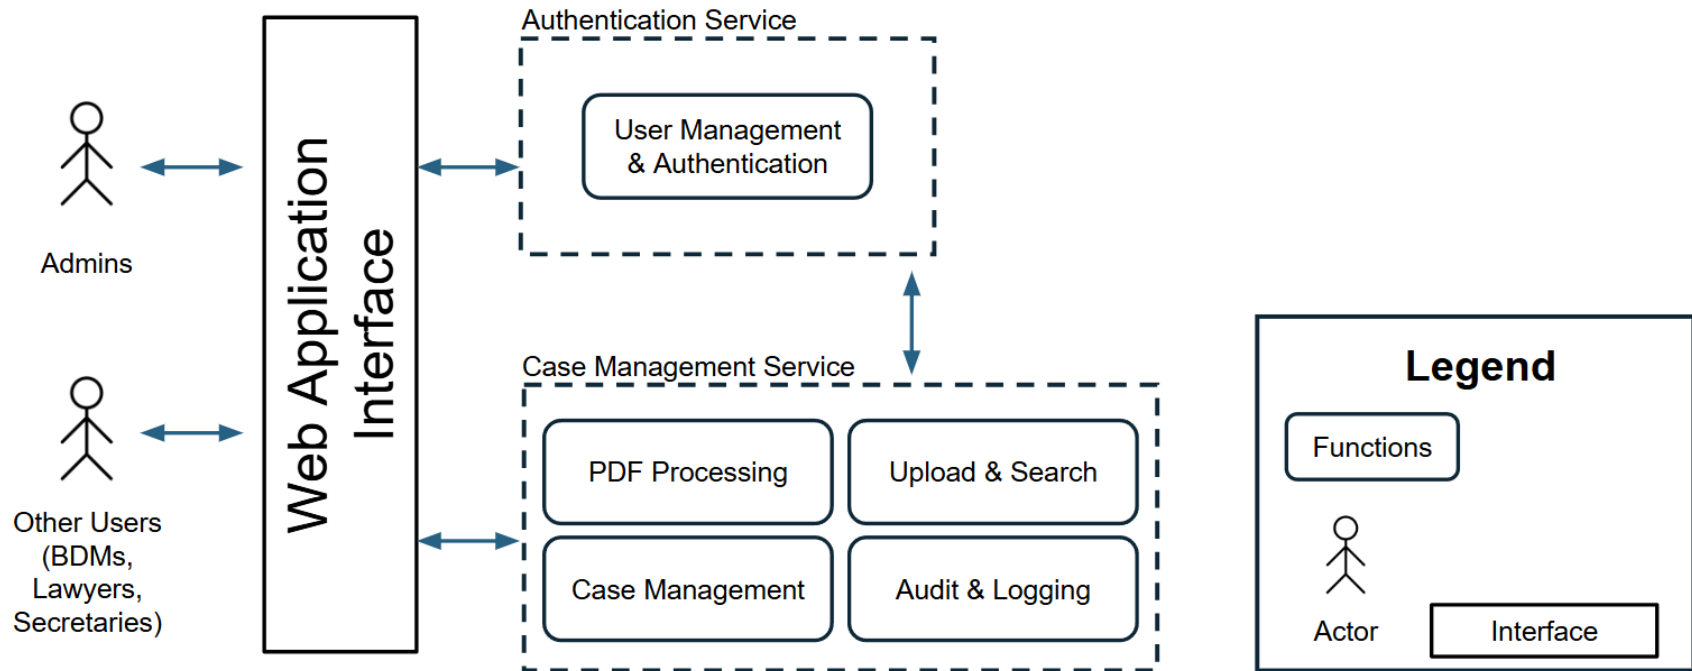 Authentication Service
User Management
& Authentication
Admins
Web Application
Interface
Other Users
(BDMs,
Lawyers,
Secretaries)
Case Management Service
PDF Processing
Upload & Search
Case Management
Audit & Logging
Legend
Functions
Actor
Interface